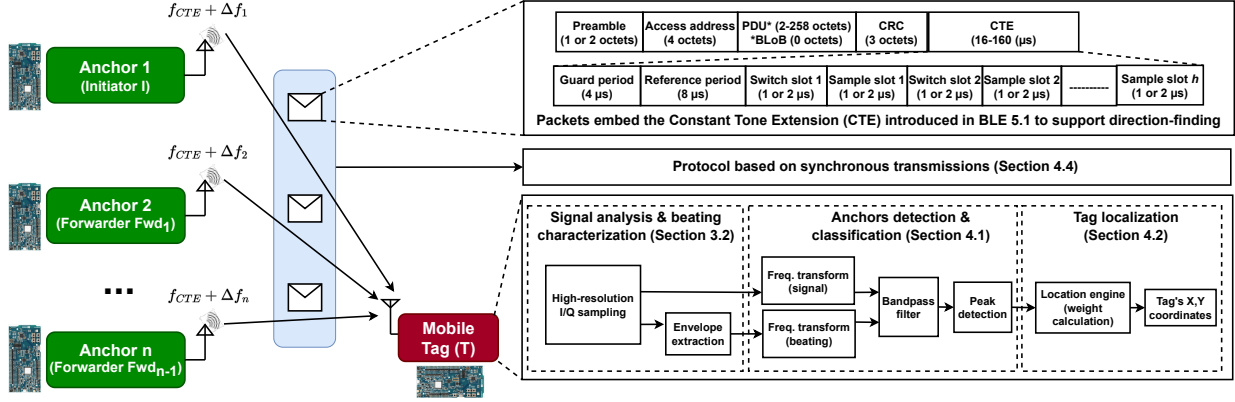 f_CTE + Δf_1
Anchor 1
(Initiator I)
f_CTE + Δf_2
Anchor 2
(Forwarder Fwd_1)
...
f_CTE + Δf_n
Anchor n
(Forwarder Fwd_n-1)
Mobile
Tag (T)
Preamble
(1 or 2 octets)
Access address
(4 octets)
PDU* (2-258 octets)
*BLoB (0 octets)
CRC
(3 octets)
CTE
(16-160 (μs)
Guard period
(4 μs)
Reference period
(8 μs)
Switch slot 1
(1 or 2 μs)
Sample slot 1
(1 or 2 μs)
Switch slot 2
(1 or 2 μs)
Sample slot 2
(1 or 2 μs)
----------
Sample slot h
(1 or 2 μs)
Packets embed the Constant Tone Extension (CTE) introduced in BLE 5.1 to support direction-finding
Protocol based on synchronous transmissions (Section 4.4)
Signal analysis & beating
characterization (Section 3.2)
High-resolution
I/Q sampling
Envelope
extraction
Anchors detection &
classification (Section 4.1)
Freq. transform
(signal)
Freq. transform
(beating)
Bandpass
filter
Peak
detection
Tag localization
(Section 4.2)
Location engine
(weight
calculation)
Tag's X,Y
coordinates